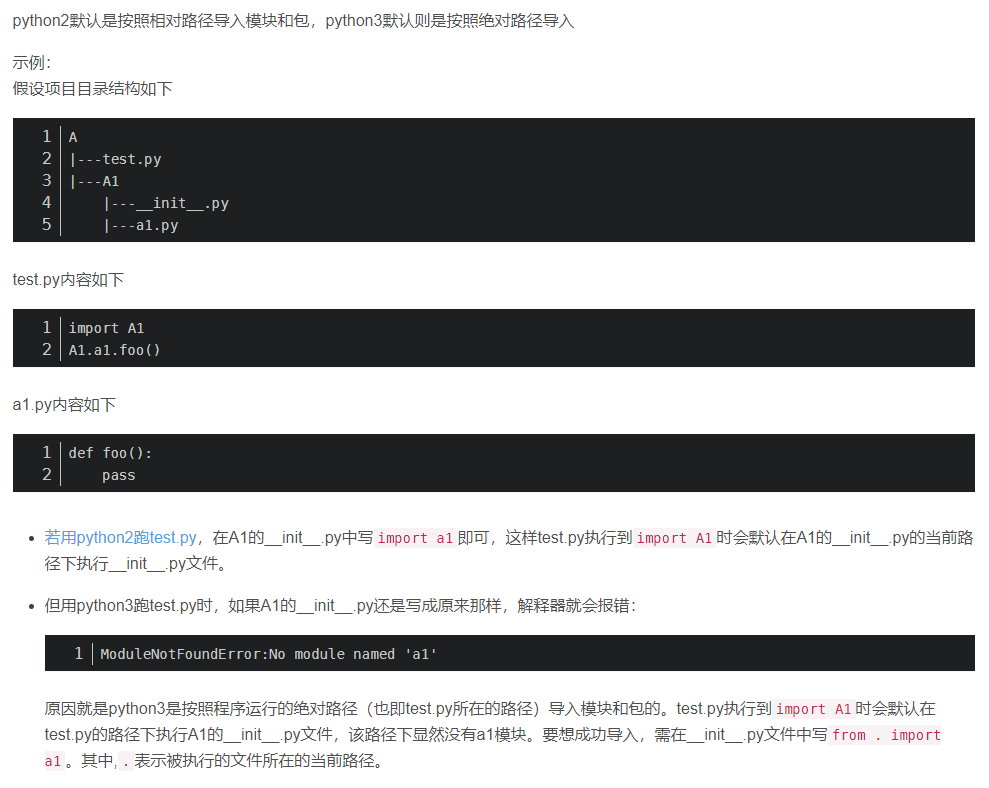 python2默认是按照相对路径导入模块和包，python3默认则是按照绝对路径导入
示例：
假设项目目录结构如下
1 A
2 |---test.py
3 |---A1
4     |---__init__.py
5     |---a1.py
test.py内容如下
1 import A1
2 A1.a1.foo()
a1.py内容如下
1 def foo():
2     pass
• 若用python2跑test.py，在A1的__init__.py中写 import a1 即可，这样test.py执行到 import A1 时会默认在A1的__init__.py的当前路
径下执行__init__.py文件。
• 但用python3跑test.py时，如果A1的__init__.py还是写成原来那样，解释器就会报错：
1 ModuleNotFoundError:No module named 'a1'
原因就是python3是按照程序运行的绝对路径（也即test.py所在的路径）导入模块和包的。test.py执行到 import A1 时会默认在
test.py的路径下执行A1的__init__.py文件，该路径下显然没有a1模块。要想成功导入，需在__init__.py文件中写 from . import
a1 。其中, . 表示被执行的文件所在的当前路径。